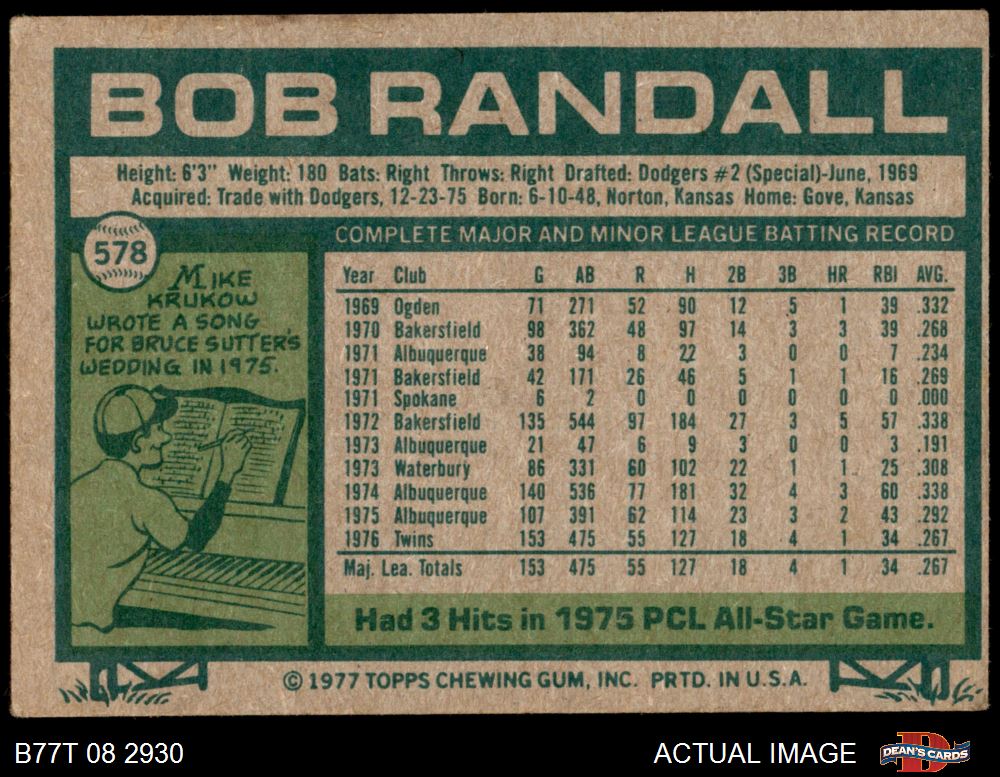 BOB RANDALL
Height: 6'3" Weight: 180 Bats: Right Throws: Right Drafted: Dodgers #2 (Special)-June, 1969
Acquired: Trade with Dodgers, 12-23-75 Born: 6-10-48, Norton, Kansas Home: Gove, Kansas
578
MIKE
KRUKOW
WROTE A SONG
FOR BRUCE SUTTER'S
WEDDING IN 1975.
COMPLETE MAJOR AND MINOR LEAGUE BATTING RECORD
Year Club G AB R H 2B 3B HR RBI AVG.
1969 Ogden 71 271 52 90 12 5 1 39 .332
1970 Bakersfield 98 362 48 97 14 3 3 39 .268
1971 Albuquerque 38 94 8 22 3 0 0 7 .234
1971 Bakersfield 42 171 26 46 5 1 1 16 .269
1971 Spokane 6 2 0 0 0 0 0 0 .000
1972 Bakersfield 135 544 97 184 27 3 5 57 .338
1973 Albuquerque 21 47 6 9 3 0 0 3 .191
1973 Waterbury 86 331 60 102 22 1 1 25 .308
1974 Albuquerque 140 536 77 181 32 4 3 60 .338
1975 Albuquerque 107 391 62 114 23 3 2 43 .292
1976 Twins 153 475 55 127 18 4 1 34 .267
Maj. Lea. Totals 153 475 55 127 18 4 1 34 .267
Had 3 Hits in 1975 PCL All-Star Game.
© 1977 TOPPS CHEWING GUM, INC. PRTD. IN U.S.A.
B77T 08 2930
ACTUAL IMAGE
D
DEAN'S CARDS